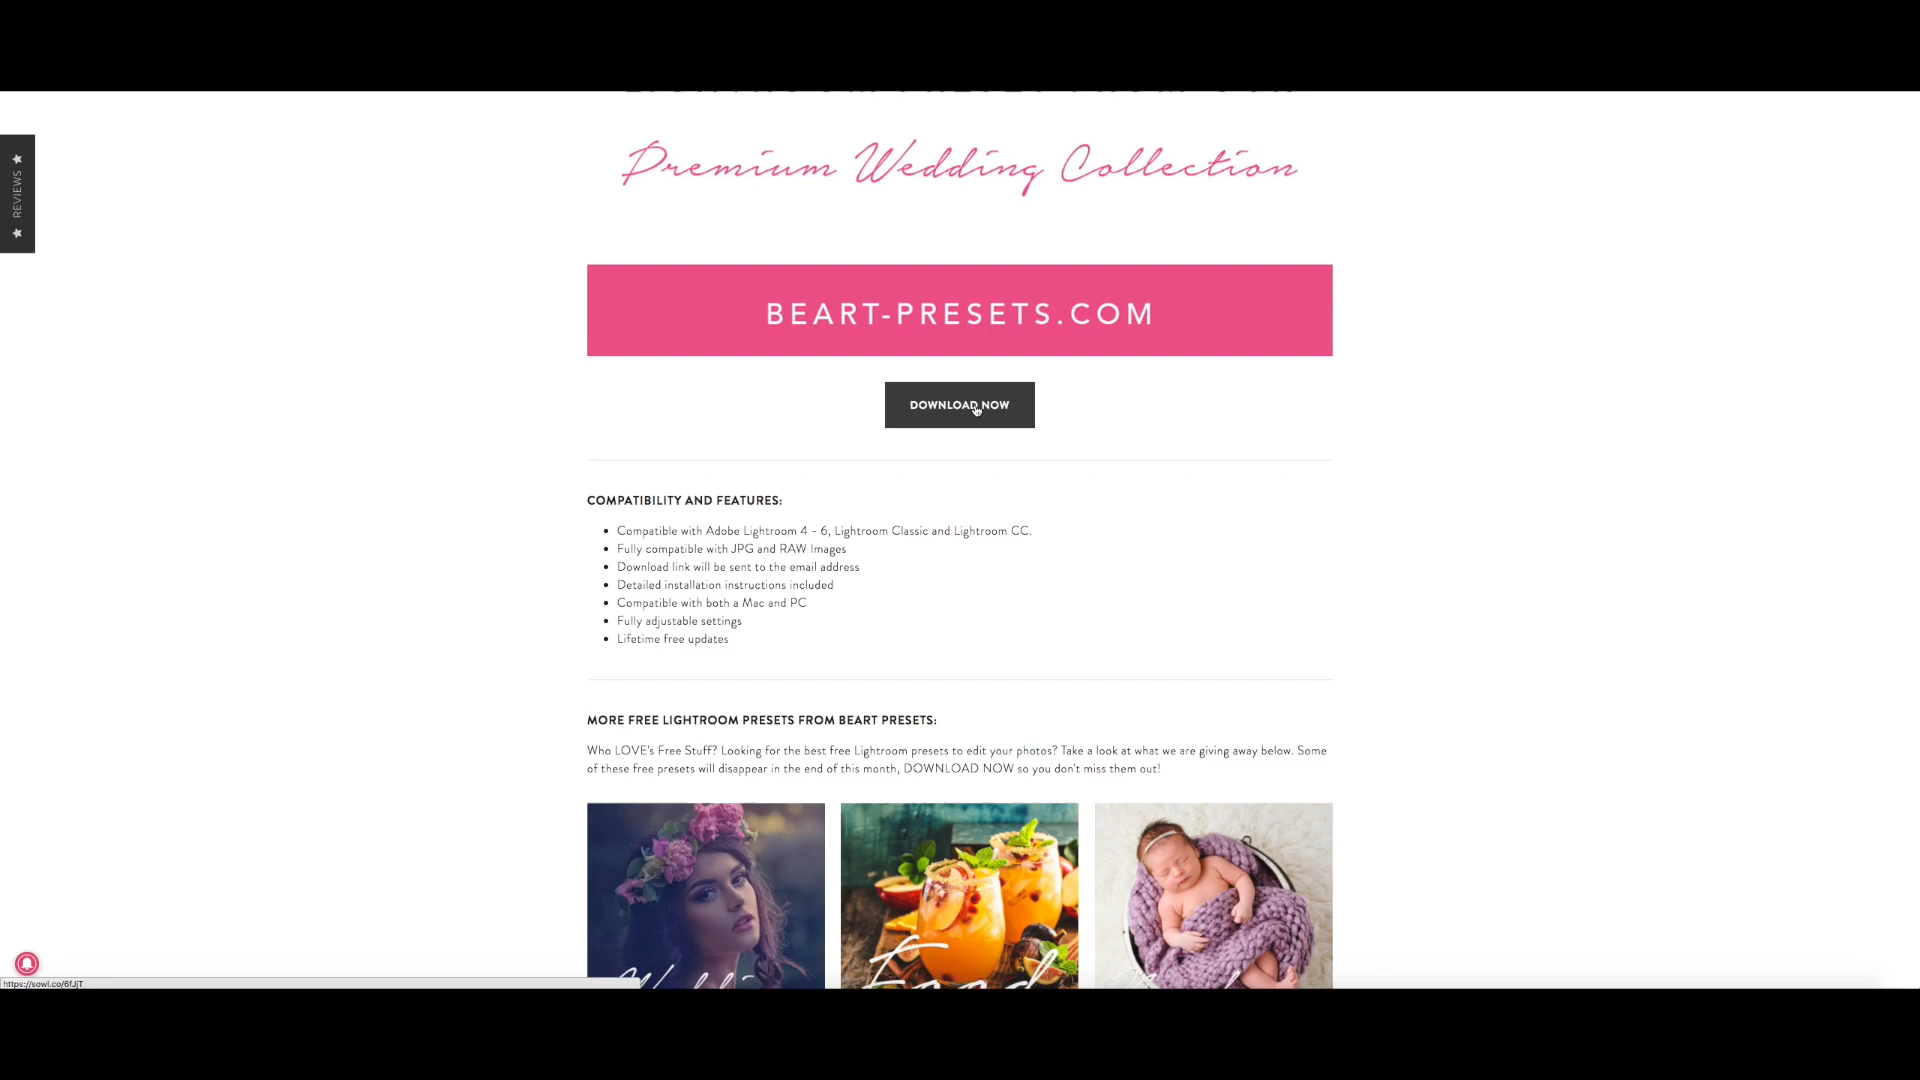 Premium Wedding Collection
REVIEWS
BEART-PRESETS.COM
DOWNLOAD NOW
COMPATIBILITY AND FEATURES:
• Compatible with Adobe Lightroom 4 - 6, Lightroom Classic and Lightroom CC.
• Fully compatible with JPG and RAW Images
• Download link will be sent to the email address
• Detailed installation instructions included
• Compatible with both a Mac and PC
• Fully adjustable settings
• Lifetime free updates
MORE FREE LIGHTROOM PRESETS FROM BEART PRESETS:
Who LOVE's Free Stuff? Looking for the best free Lightroom presets to edit your photos? Take a look at what we are giving away below. Some
of these free presets will disappear in the end of this month, DOWNLOAD NOW so you don't miss them out!
Food
https://sowl.co/6fJjT